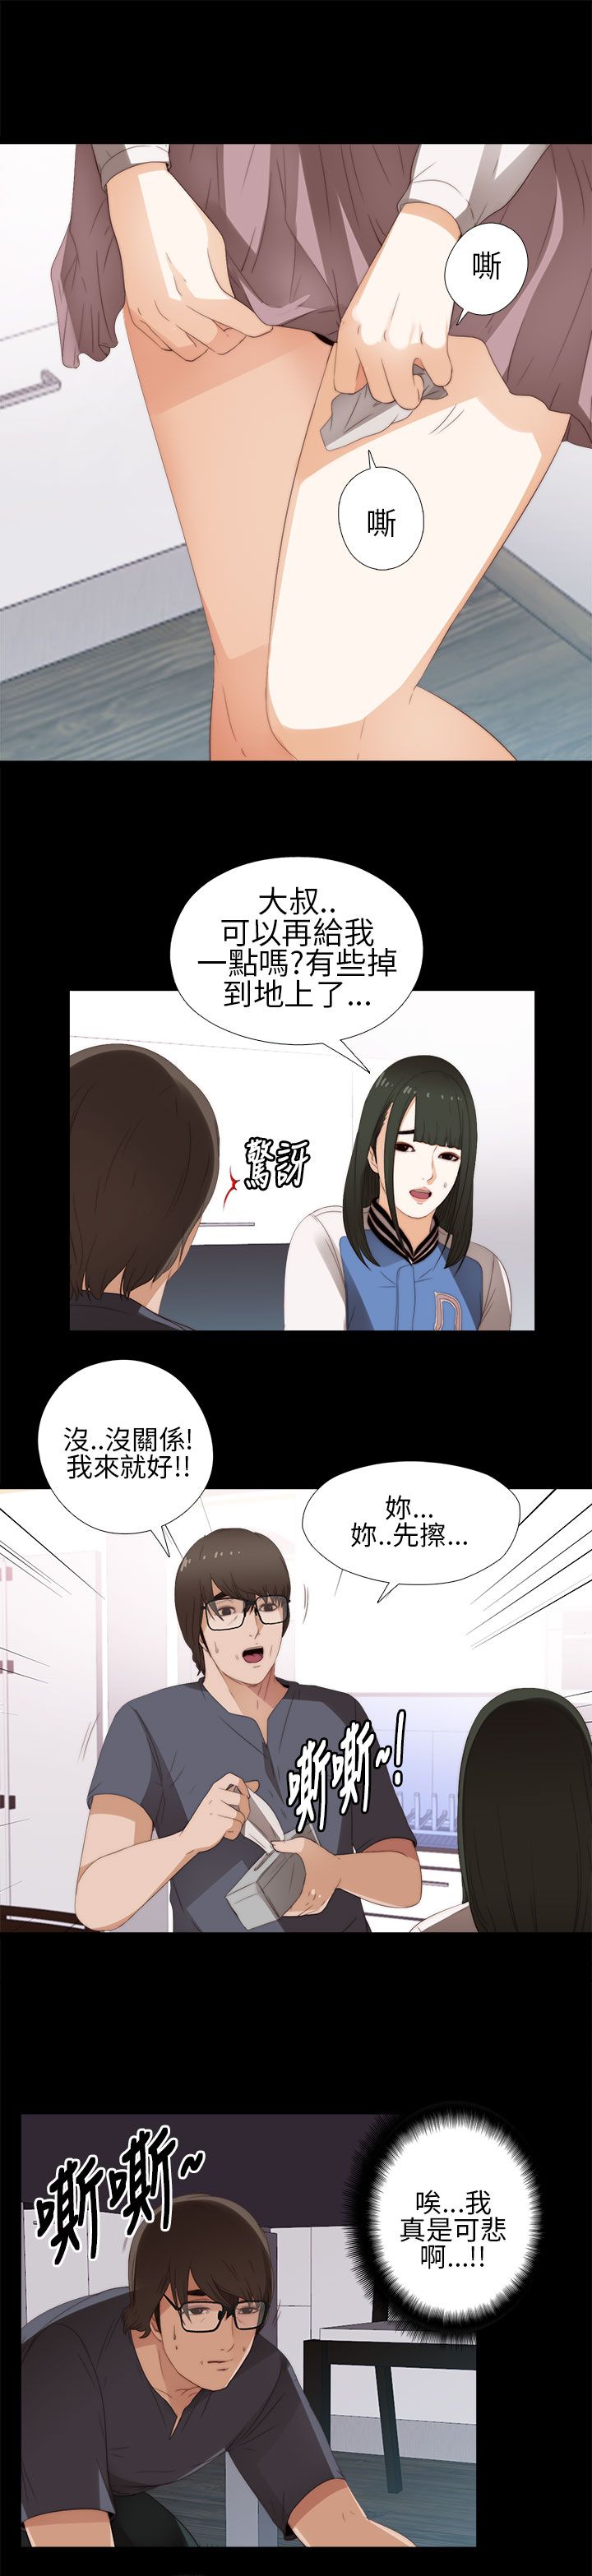 嘶
嘶
大叔..
可以再給我
一點嗎?有些掉
到地上了...
驚訝
沒..沒關係!
我來就好!!
妳...
妳..先擦...
嘶嘶~!
嘶嘶~
唉...我
真是可悲
啊...!!